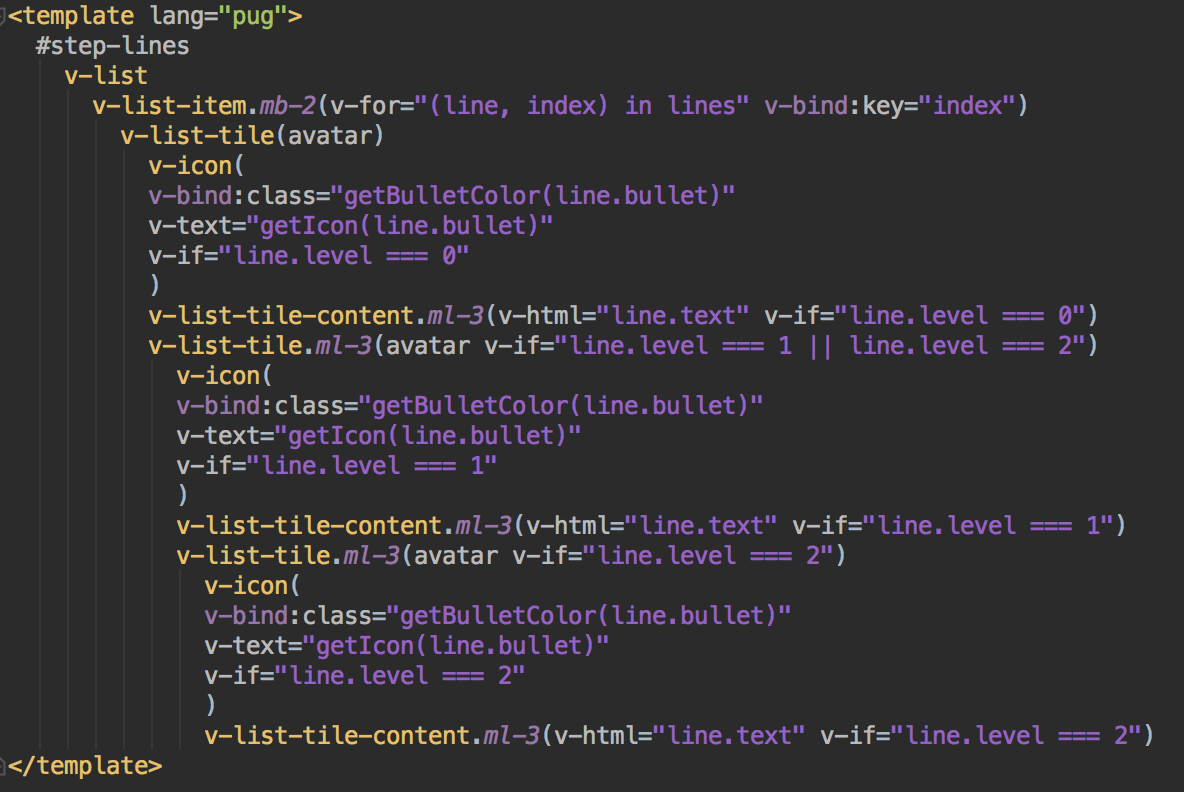 <template lang="pug">
  #step-lines
    v-list
      v-list-item.mb-2(v-for="(line, index) in lines" v-bind:key="index")
        v-list-tile(avatar)
          v-icon(
          v-bind:class="getBulletColor(line.bullet)"
          v-text="getIcon(line.bullet)"
          v-if="line.level === 0"
          )
          v-list-tile-content.ml-3(v-html="line.text" v-if="line.level === 0")
          v-list-tile.ml-3(avatar v-if="line.level === 1 || line.level === 2")
            v-icon(
            v-bind:class="getBulletColor(line.bullet)"
            v-text="getIcon(line.bullet)"
            v-if="line.level === 1"
            )
            v-list-tile-content.ml-3(v-html="line.text" v-if="line.level === 1")
            v-list-tile.ml-3(avatar v-if="line.level === 2")
              v-icon(
              v-bind:class="getBulletColor(line.bullet)"
              v-text="getIcon(line.bullet)"
              v-if="line.level === 2"
              )
              v-list-tile-content.ml-3(v-html="line.text" v-if="line.level === 2")
</template>